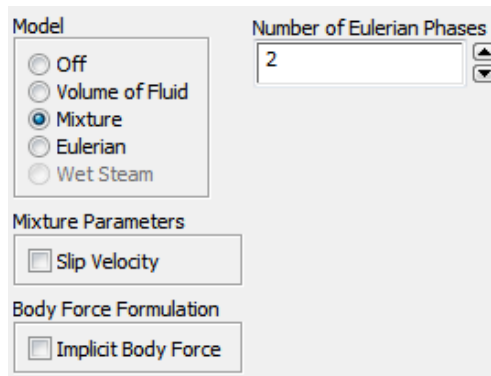 Model
Off
Volume of Fluid
Mixture
Eulerian
Wet Steam
Number of Eulerian Phases
2
Mixture Parameters
Slip Velocity
Body Force Formulation
Implicit Body Force